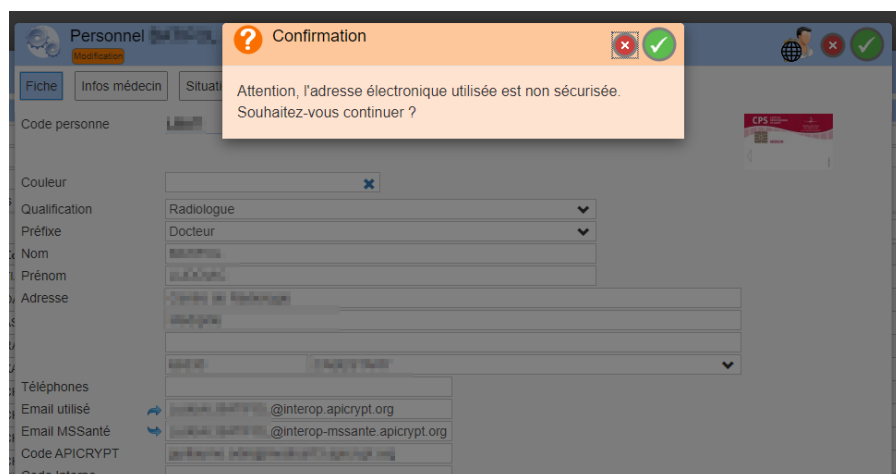 Personnel
Modification
Confirmation
Attention, l'adresse électronique utilisée est non sécurisée.
Souhaitez-vous continuer ?
Fiche
Infos médecin
Situati
Code personne
CPS
Couleur
Qualification
Radiologue
Préfixe
Docteur
Nom
Prénom
Adresse
Téléphones
Email utilisé
@interop.apicrypt.org
Email MSSanté
@interop-mssante.apicrypt.org
Code APICRYPT
Code Interne